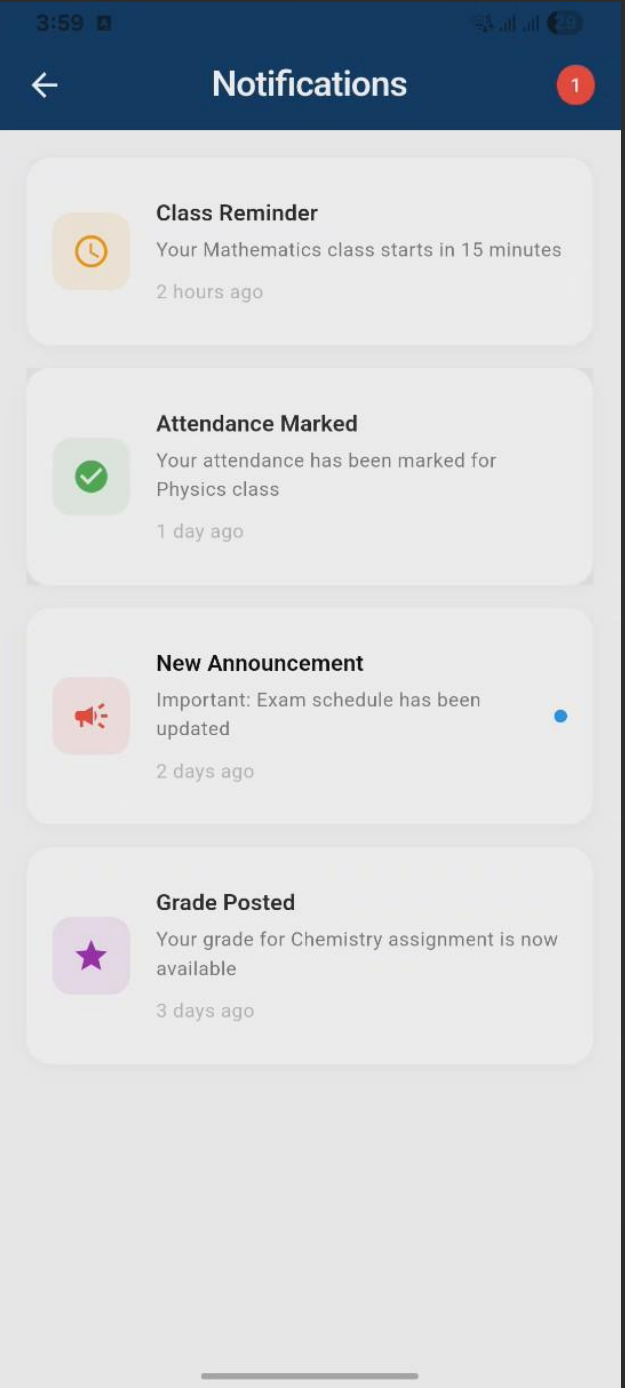 3:59
Notifications
1
Class Reminder
Your Mathematics class starts in 15 minutes
2 hours ago
Attendance Marked
Your attendance has been marked for
Physics class
1 day ago
New Announcement
Important: Exam schedule has been
updated
2 days ago
Grade Posted
Your grade for Chemistry assignment is now
available
3 days ago